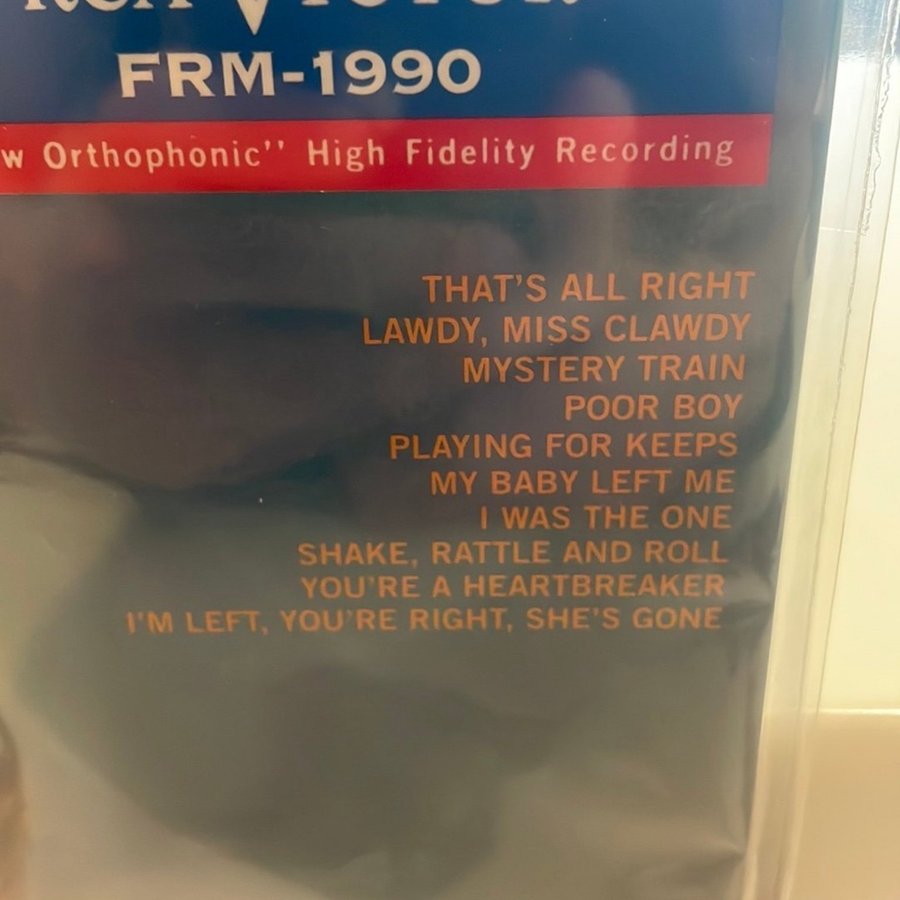 RCA VICTOR
FRM-1990
w Orthophonic" High Fidelity Recording
THAT'S ALL RIGHT
LAWDY, MISS CLAWDY
MYSTERY TRAIN
POOR BOY
PLAYING FOR KEEPS
MY BABY LEFT ME
I WAS THE ONE
SHAKE, RATTLE AND ROLL
YOU'RE A HEARTBREAKER
I'M LEFT, YOU'RE RIGHT, SHE'S GONE